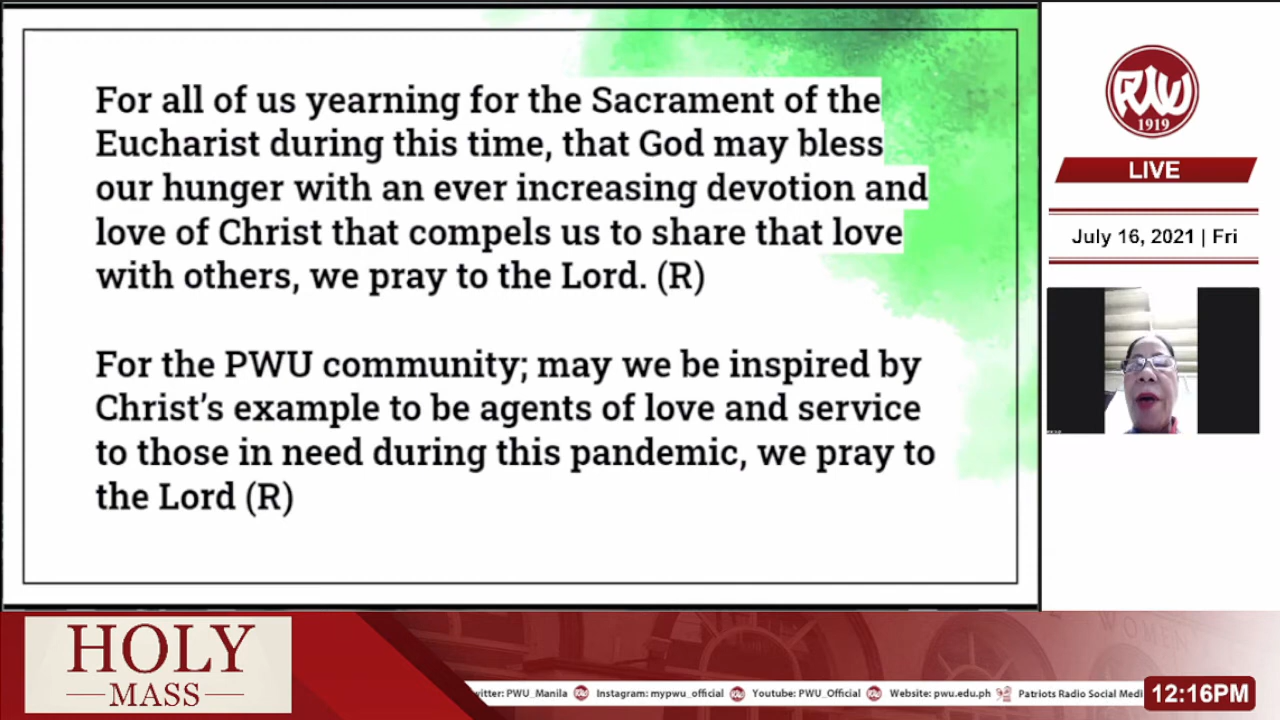 For all of us yearning for the Sacrament of the
Eucharist during this time, that God may bless
our hunger with an ever increasing devotion and
love of Christ that compels us to share that love
with others, we pray to the Lord. (R)
For the PWU community; may we be inspired by
Christ's example to be agents of love and service
to those in need during this pandemic, we pray to
the Lord (R)
PWU
1919
LIVE
July 16, 2021 | Fri
WOMEN
HOLY
MASS
witter: PWU_Manila Instagram: mypwu_official Youtube: PWU_Official Website: pwu.edu.ph Patriots Radio Social Medi
12:16PM